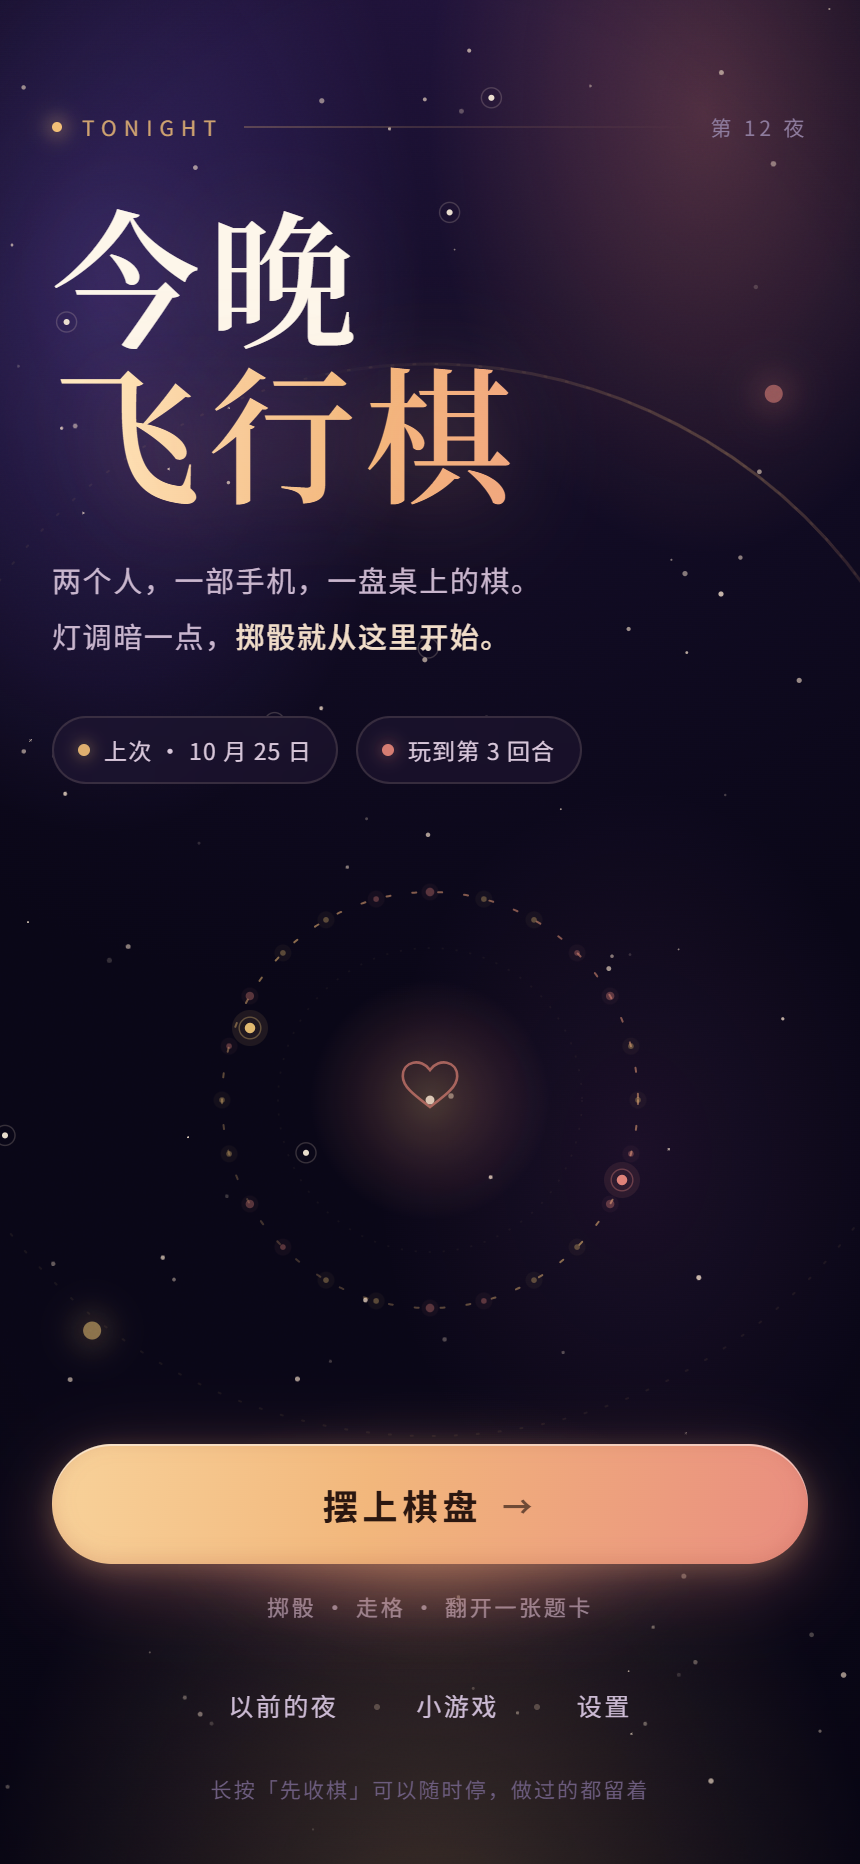 TONIGHT
第 12 夜
今晚
飞行棋
两个人，一部手机，一盘桌上的棋。
灯调暗一点，掷骰就从这里开始。
上次 · 10 月 25 日
玩到第 3 回合
摆上棋盘 →
掷骰 · 走格 · 翻开一张题卡
以前的夜 · 小游戏 · 设置
长按「先收棋」可以随时停，做过的都留着